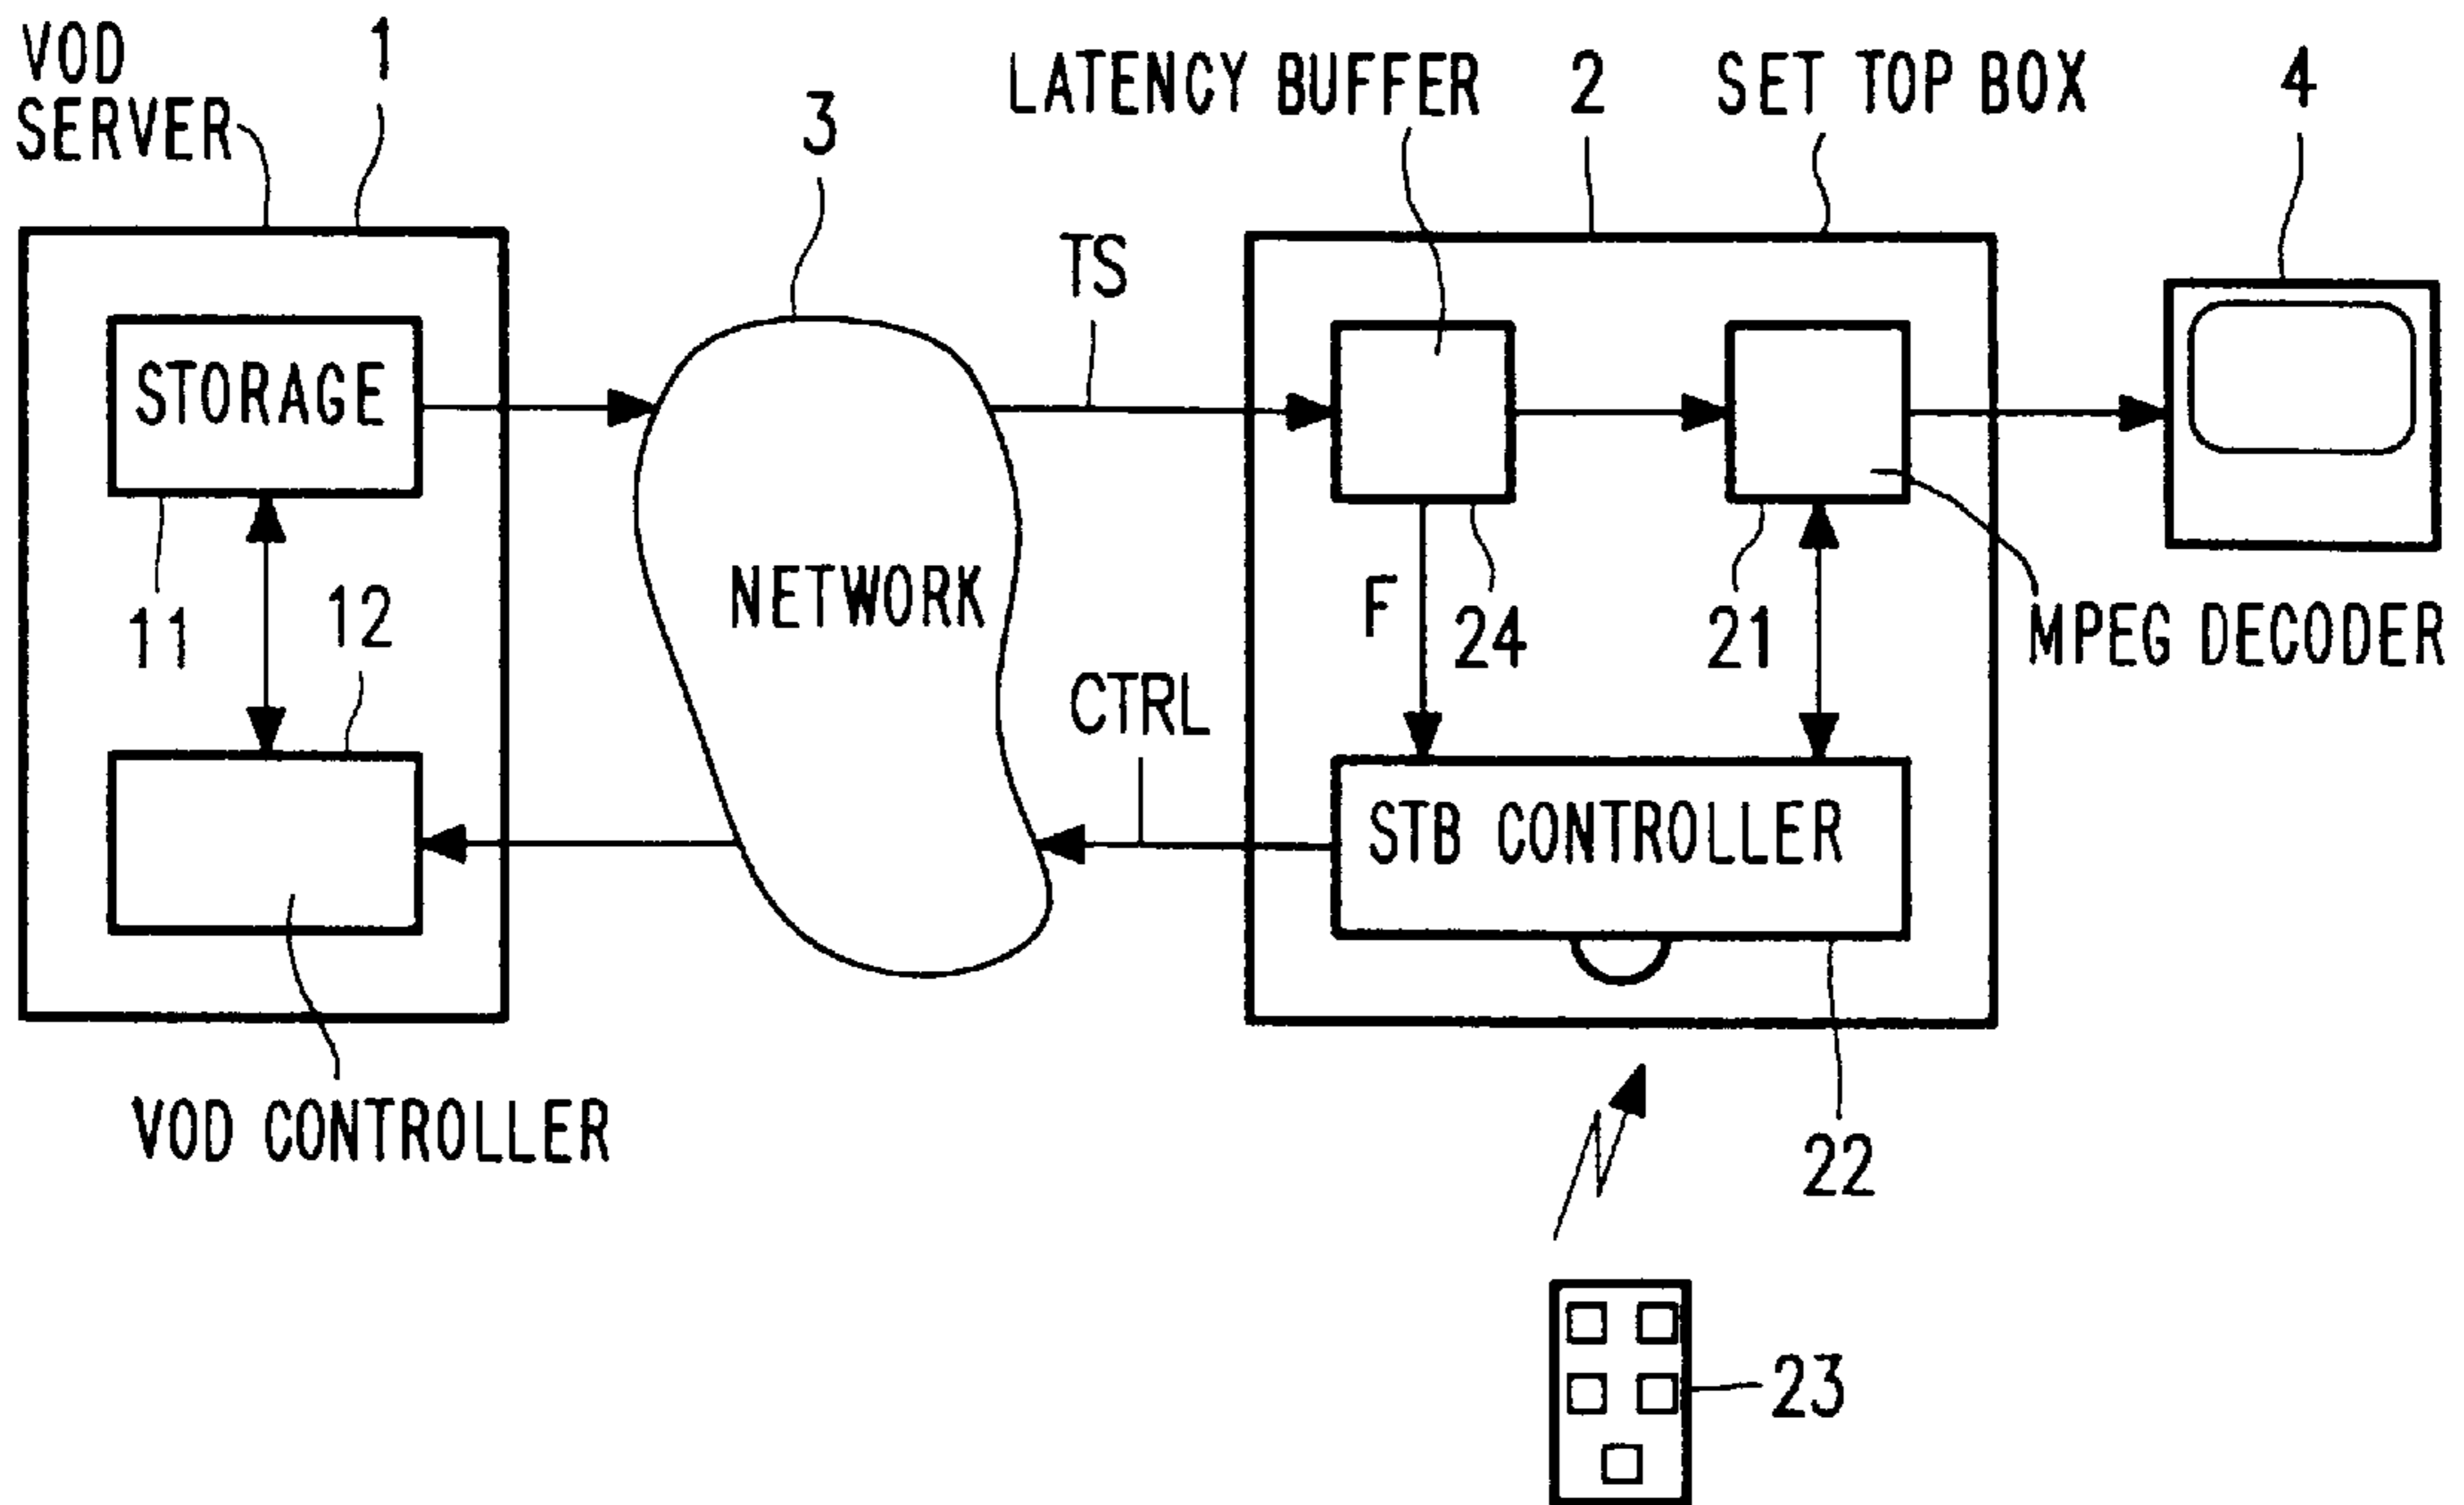 VOD
SERVER
1
3
LATENCY BUFFER
2
SET TOP BOX
4
TS
STORAGE
11
12
NETWORK
F
24
21
MPEG DECODER
CTRL
STB CONTROLLER
VOD CONTROLLER
22
23